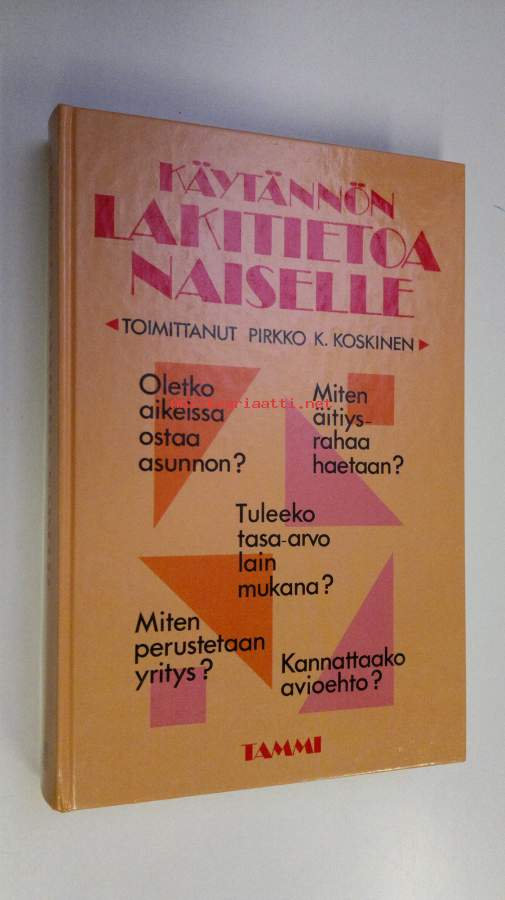 KÄYTÄNNÖN
LAKITIETOA
NAISELLE
TOIMITTANUT PIRKKO K. KOSKINEN
Oletko
aikeissa
ostaa
asunnon?
Miten
äitiys-
rahaa
haetaan?
Tuleeko
tasa-arvo
lain
mukana?
Miten
perustetaan
yritys?
Kannattaako
avioehto?
TAMMI